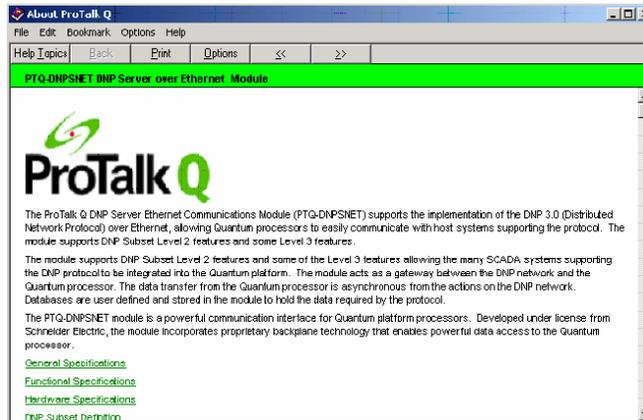 About ProTalk Q
File Edit Bookmark Options Help
Help Topics Back Print Options << >>
PTQ-DNPSNET DNP Server over Ethernet Module
ProTalk Q
The ProTalk Q DNP Server Ethernet Communications Module (PTQ-DNPSNET) supports the implementation of the DNP 3.0 (Distributed
Network Protocol) over Ethernet, allowing Quantum processors to easily communicate with host systems supporting the protocol. The
module supports DNP Subset Level 2 features and some Level 3 features.
The module supports DNP Subset Level 2 features and some of the Level 3 features allowing the many SCADA systems supporting
the DNP protocol to be integrated into the Quantum platform. The module acts as a gateway between the DNP network and the
Quantum processor. The data transfer from the Quantum processor is asynchronous from the actions on the DNP network.
Databases are user defined and stored in the module to hold the data required by the protocol.
The PTQ-DNPSNET module is a powerful communication interface for Quantum platform processors. Developed under license from
Schneider Electric, the module incorporates proprietary backplane technology that enables powerful data access to the Quantum
processor.
General Specifications
Functional Specifications
Hardware Specifications
DNP Subset Definition